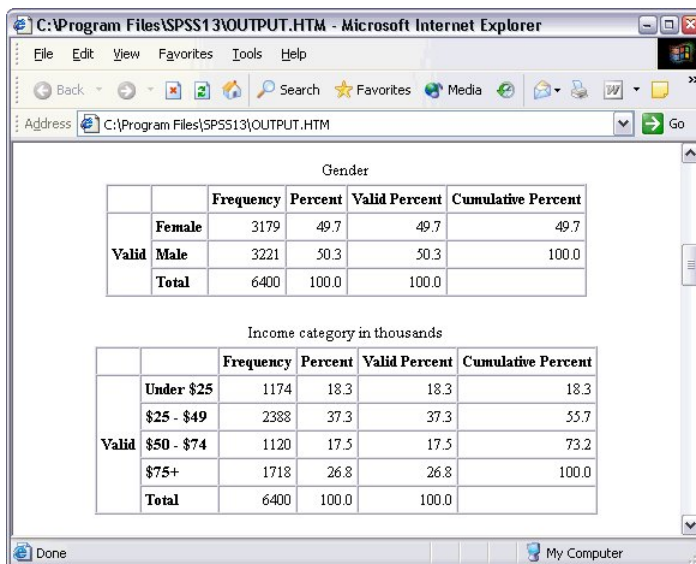 C:\Program Files\SPSS13\OUTPUT.HTM - Microsoft Internet Explorer
File Edit View Favorites Tools Help
Back Search Favorites Media »
Address C:\Program Files\SPSS13\OUTPUT.HTM Go
Gender
Frequency Percent Valid Percent Cumulative Percent
Valid Female 3179 49.7 49.7 49.7
Male 3221 50.3 50.3 100.0
Total 6400 100.0 100.0
Income category in thousands
Frequency Percent Valid Percent Cumulative Percent
Valid Under $25 1174 18.3 18.3 18.3
$25 - $49 2388 37.3 37.3 55.7
$50 - $74 1120 17.5 17.5 73.2
$75+ 1718 26.8 26.8 100.0
Total 6400 100.0 100.0
Done My Computer